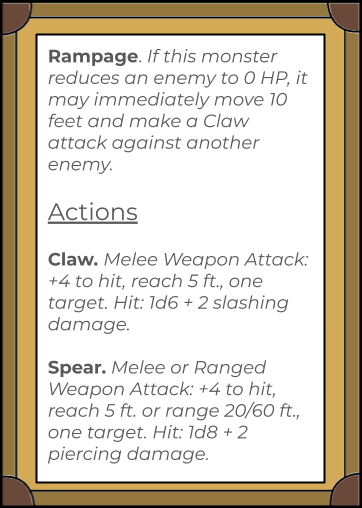 Rampage. If this monster
reduces an enemy to 0 HP, it
may immediately move 10
feet and make a Claw
attack against another
enemy.
Actions
Claw. Melee Weapon Attack:
+4 to hit, reach 5 ft., one
target. Hit: 1d6 + 2 slashing
damage.
Spear. Melee or Ranged
Weapon Attack: +4 to hit,
reach 5 ft. or range 20/60 ft.,
one target. Hit: 1d8 + 2
piercing damage.